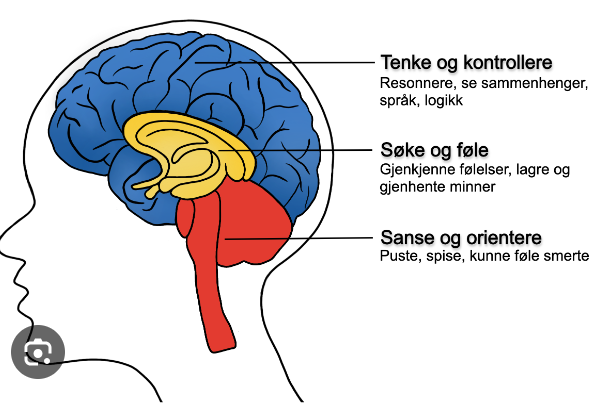 Tenke og kontrollere
Resonnere, se sammenhenger,
språk, logikk
Søke og føle
Gjenkjenne følelser, lagre og
gjenhente minner
Sanse og orientere
Puste, spise, kunne føle smerte